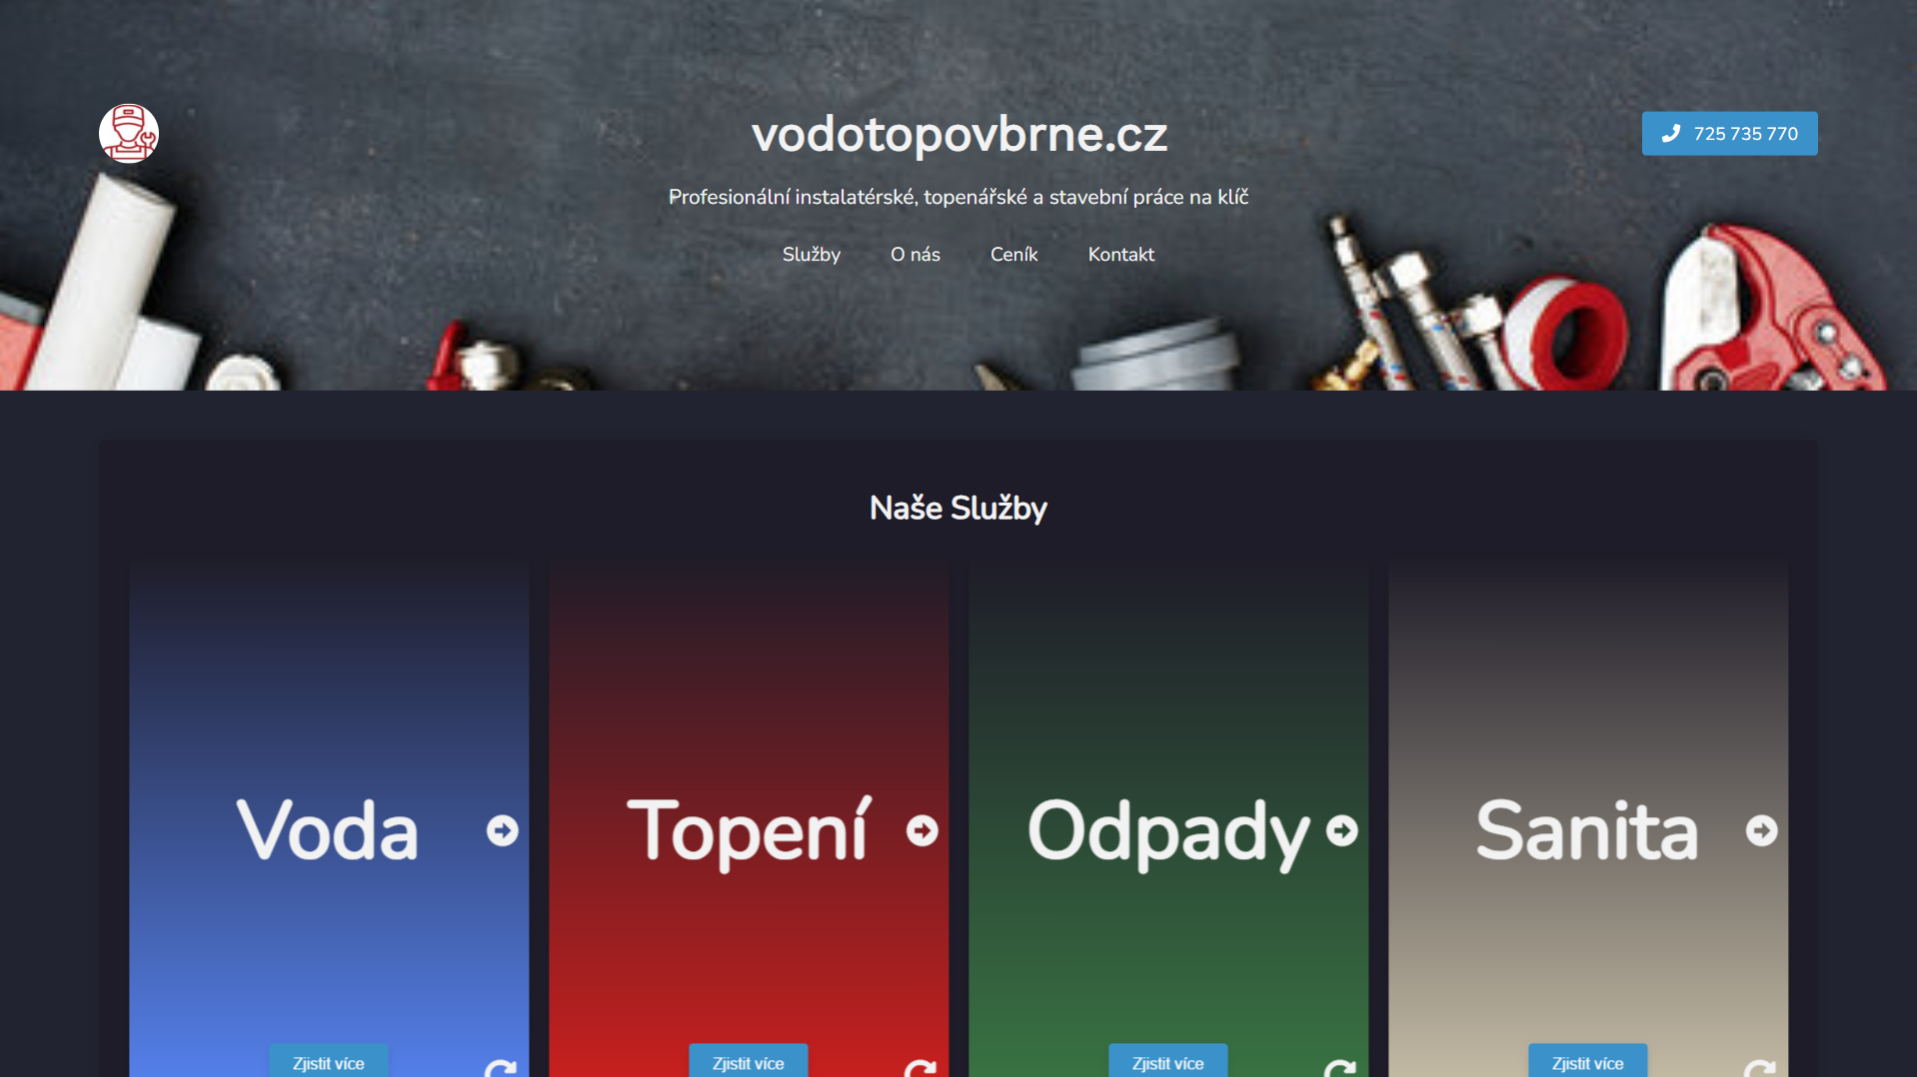 vodotopovbrne.cz
725 735 770
Profesionální instalatérské, topenářské a stavební práce na klíč
Služby O nás Ceník Kontakt
Naše Služby
Voda Topení Odpady Sanita
Zjistit více Zjistit více Zjistit více Zjistit více